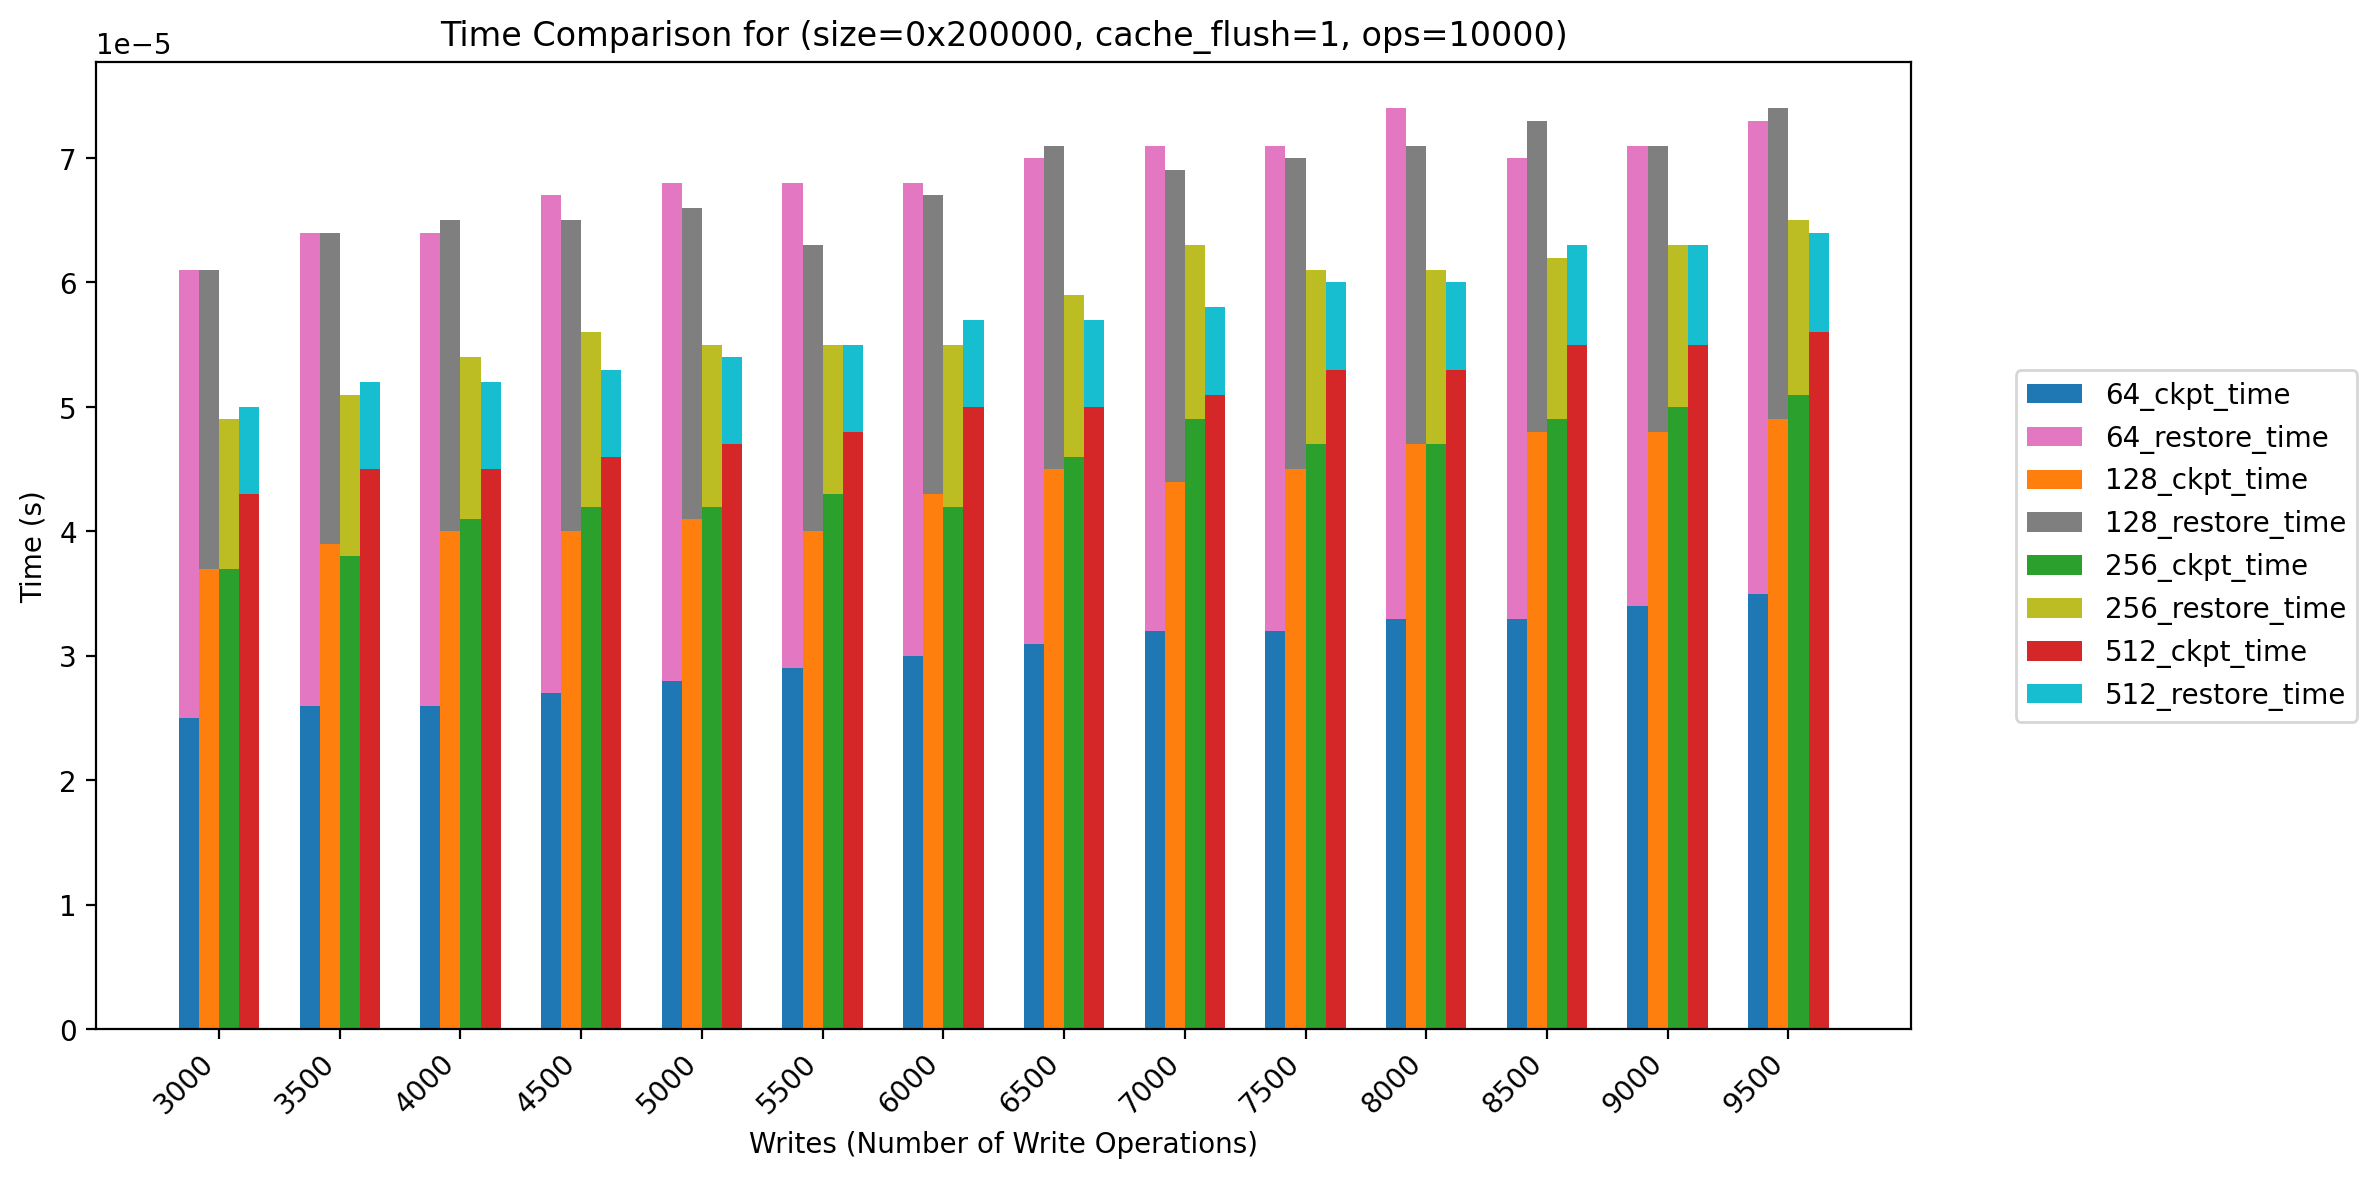 Time Comparison for (size=0x200000, cache_flush=1, ops=10000)
1e−5
7
6
5
4
3
2
1
0
Time (s)
3000
3500
4000
4500
5000
5500
6000
6500
7000
7500
8000
8500
9000
9500
Writes (Number of Write Operations)
64_ckpt_time
64_restore_time
128_ckpt_time
128_restore_time
256_ckpt_time
256_restore_time
512_ckpt_time
512_restore_time